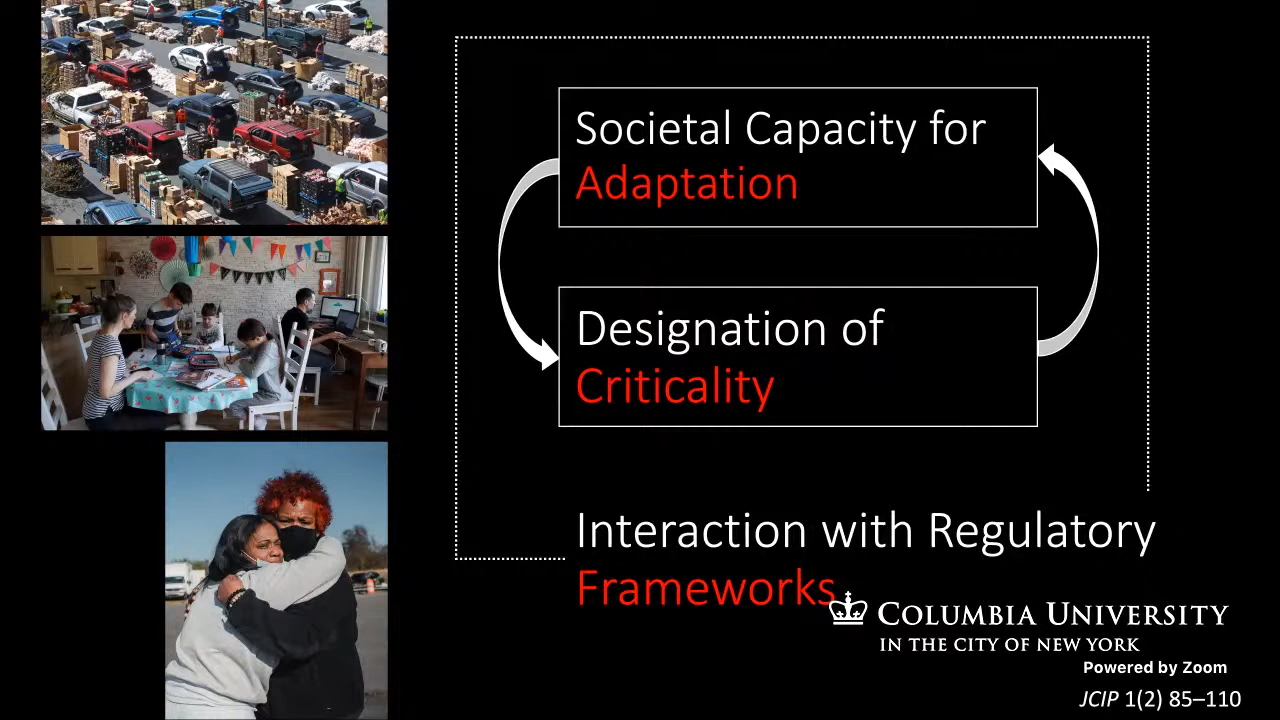 Societal Capacity for
Adaptation
Designation of
Criticality
Interaction with Regulatory
Frameworks
COLUMBIA UNIVERSITY
IN THE CITY OF NEW YORK
Powered by Zoom
JCIP 1(2) 85–110